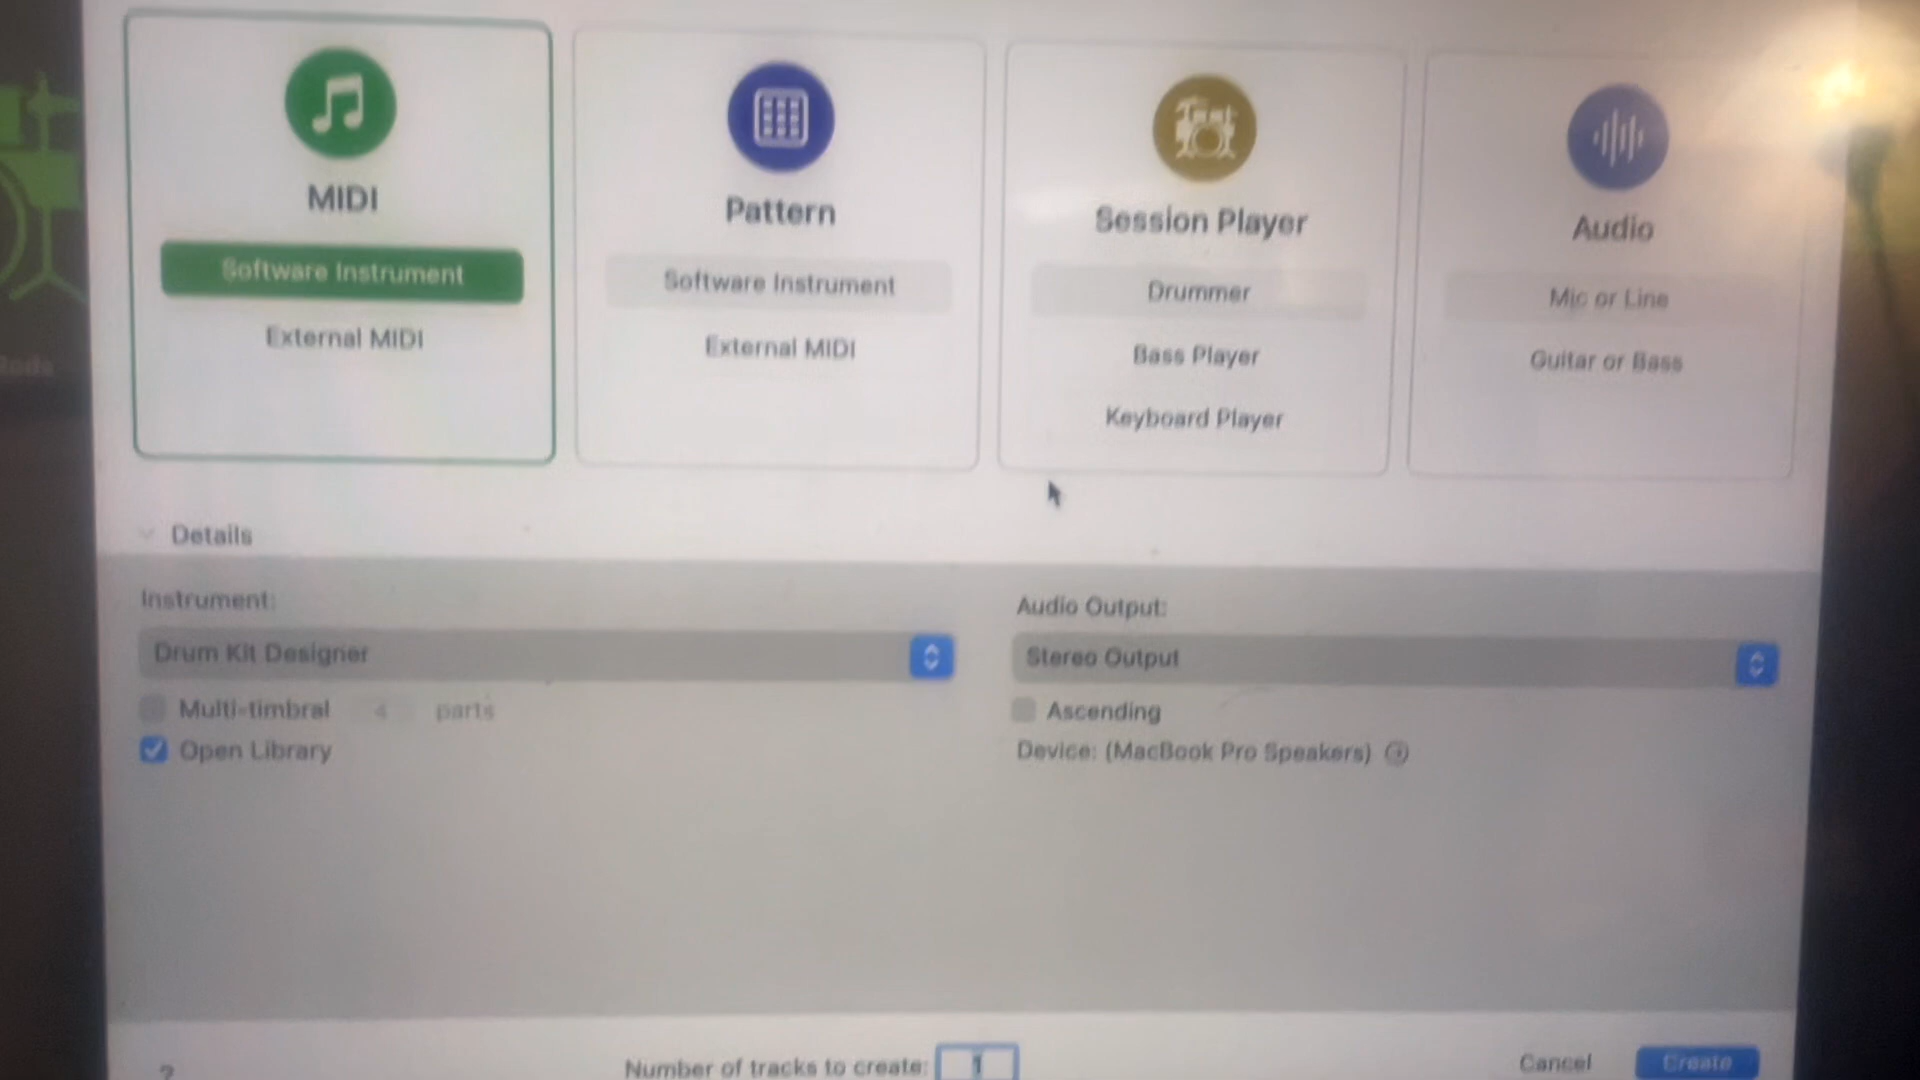 MIDI
Software Instrument
External MIDI
Pattern
Software Instrument
External MIDI
Session Player
Drummer
Bass Player
Keyboard Player
Audio
Mic or Line
Guitar or Bass
Details
Instrument:
Drum Kit Designer
Multi-timbral 4 parts
Open Library
Audio Output:
Stereo Output
Ascending
Device: (MacBook Pro Speakers)
?
Number of tracks to create: 1
Cancel
Create